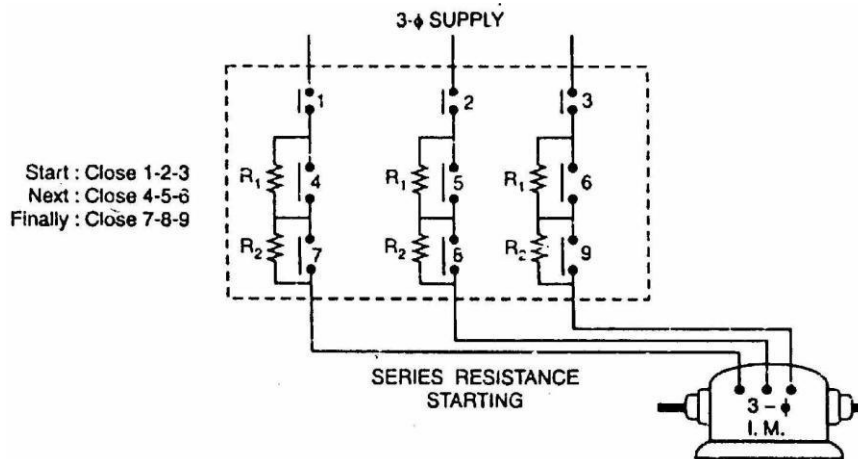 3-ɸ SUPPLY
1
2
3
Start : Close 1-2-3
Next : Close 4-5-6
Finally : Close 7-8-9
R1
4
R1
5
R1
6
R2
7
R2
8
R2
9
SERIES RESISTANCE
STARTING
3 – ɸ
I. M.